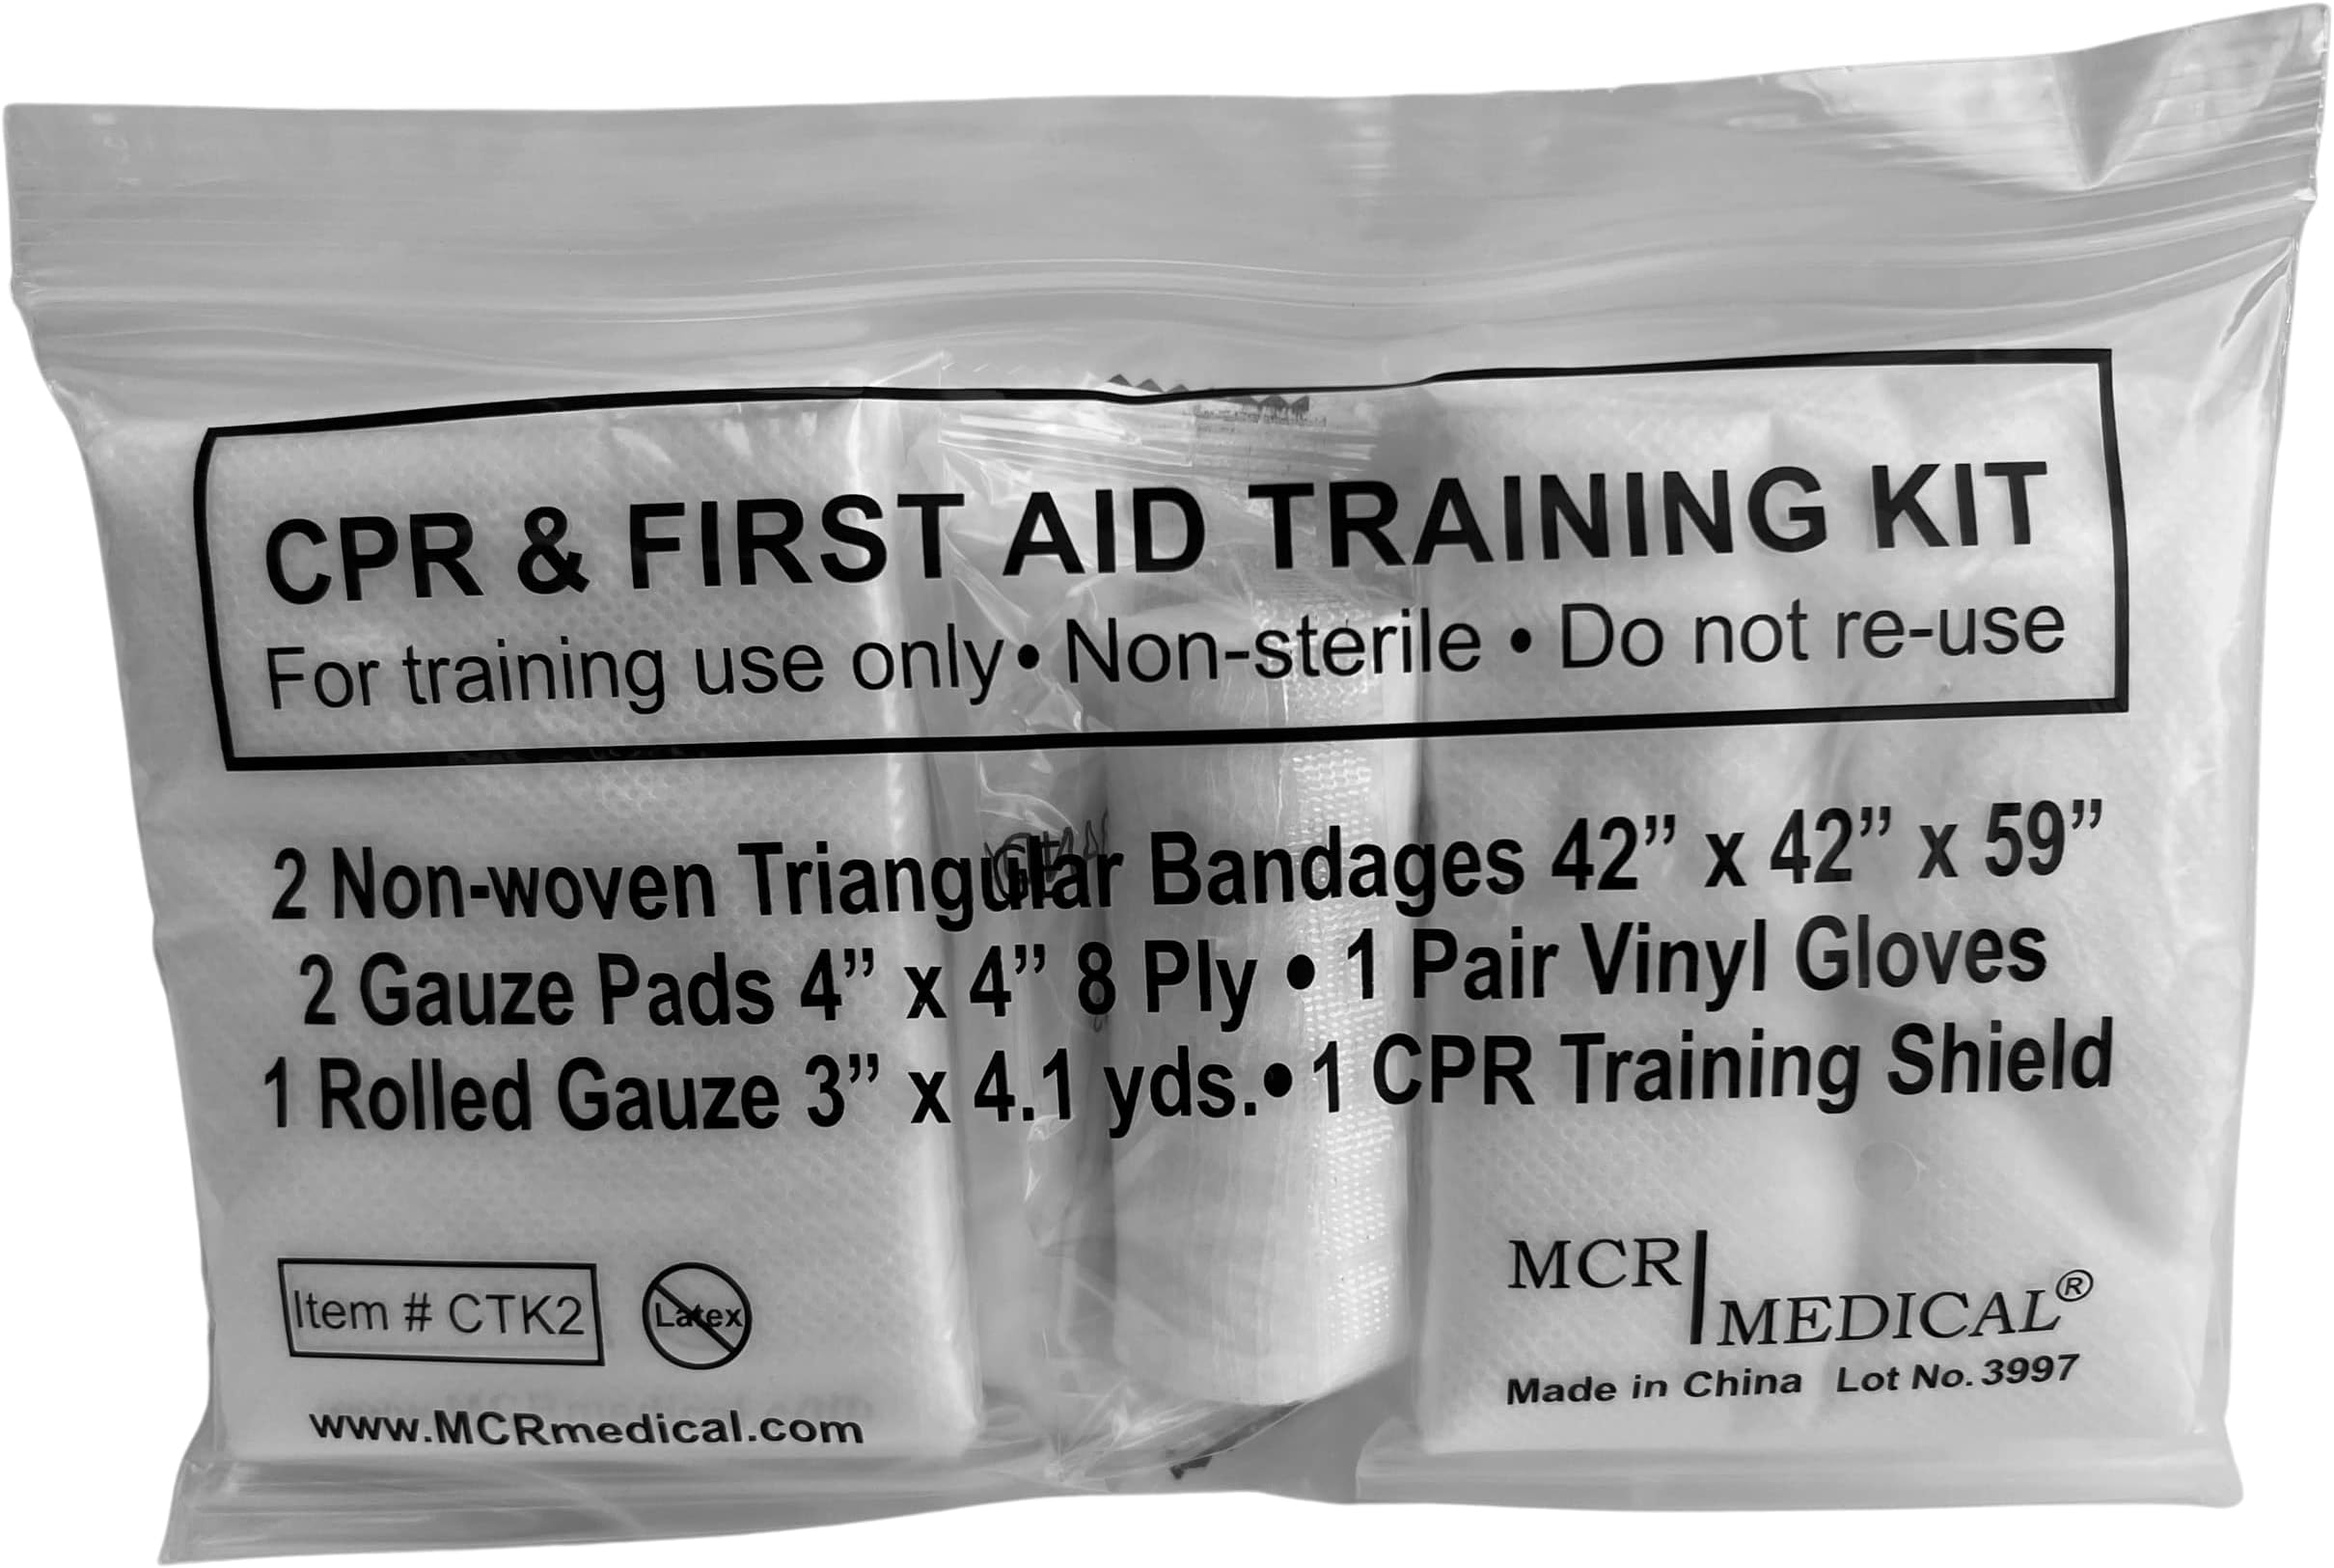 CPR & FIRST AID TRAINING KIT
For training use only • Non-sterile • Do not re-use
2 Non-woven Triangular Bandages 42” x 42” x 59”
2 Gauze Pads 4” x 4” 8 Ply • 1 Pair Vinyl Gloves
1 Rolled Gauze 3” x 4.1 yds. • 1 CPR Training Shield
Item # CTK2
Latex
www.MCRmedical.com
MCR
MEDICAL®
Made in China Lot No. 3997